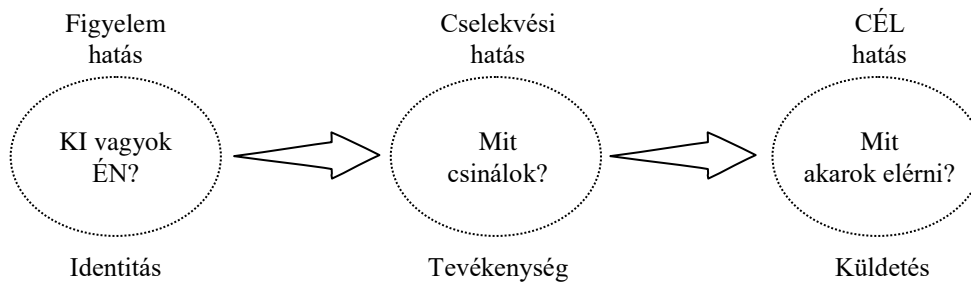 Figyelem
hatás
Cselekvési
hatás
CÉL
hatás
KI vagyok
ÉN?
Mit
csinálok?
Mit
akarok elérni?
Identitás
Tevékenység
Küldetés